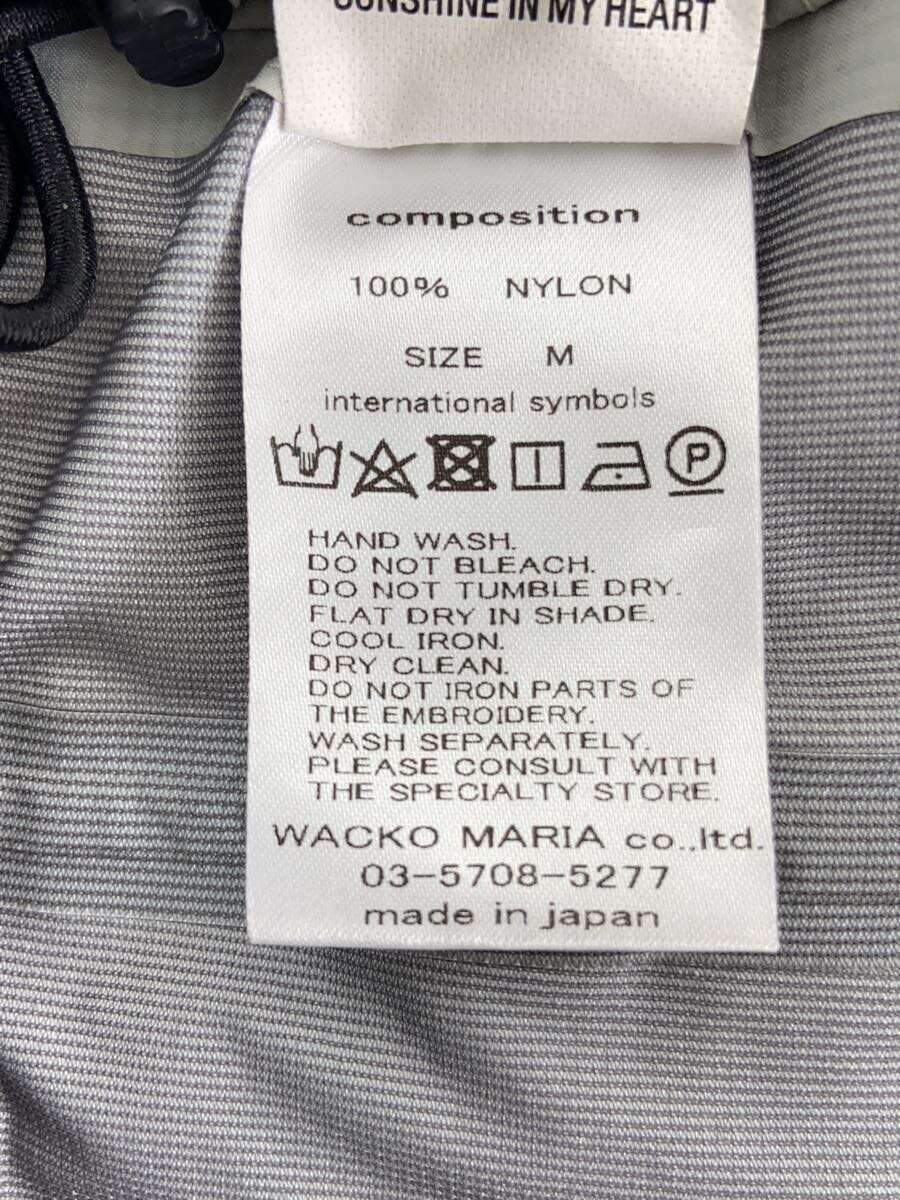 SUNSHINE IN MY HEART
composition
100% NYLON
SIZE M
international symbols
P
HAND WASH.
DO NOT BLEACH.
DO NOT TUMBLE DRY.
FLAT DRY IN SHADE.
COOL IRON.
DRY CLEAN.
DO NOT IRON PARTS OF
THE EMBROIDERY.
WASH SEPARATELY.
PLEASE CONSULT WITH
THE SPECIALTY STORE.
WACKO MARIA co.,ltd.
03-5708-5277
made in japan